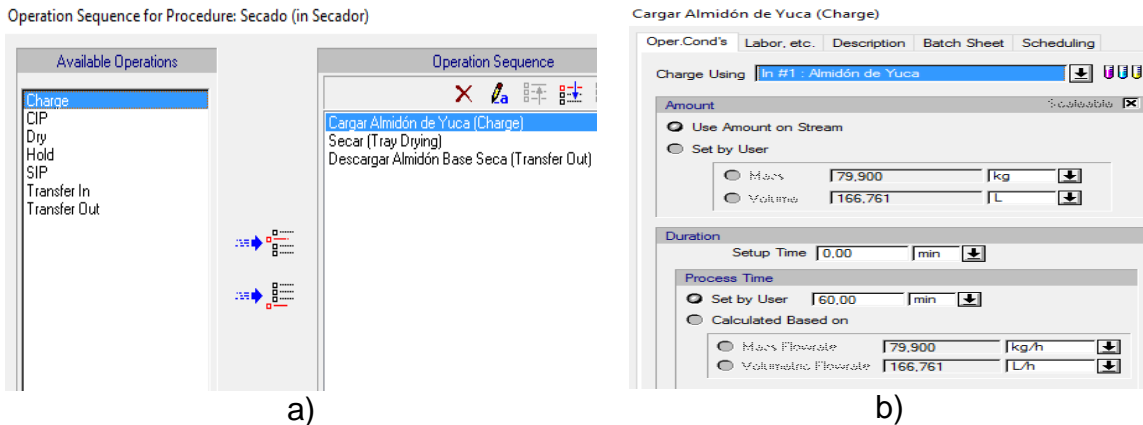 Operation Sequence for Procedure: Secado (in Secador)
Available Operations
Charge
CIP
Dry
Hold
SIP
Transfer In
Transfer Out
Operation Sequence
Cargar Almidón de Yuca (Charge)
Secar (Tray Drying)
Descargar Almidón Base Seca (Transfer Out)
a)
Cargar Almidón de Yuca (Charge)
Oper.Cond's Labor, etc. Description Batch Sheet Scheduling
Charge Using In #1 : Almidón de Yuca
Amount Scaleable
Use Amount on Stream
Set by User
Mass 79,900 kg
Volume 166,761 L
Duration
Setup Time 0,00 min
Process Time
Set by User 60,00 min
Calculated Based on
Mass Flowrate 79,900 kg/h
Volumetric Flowrate 166,761 L/h
b)